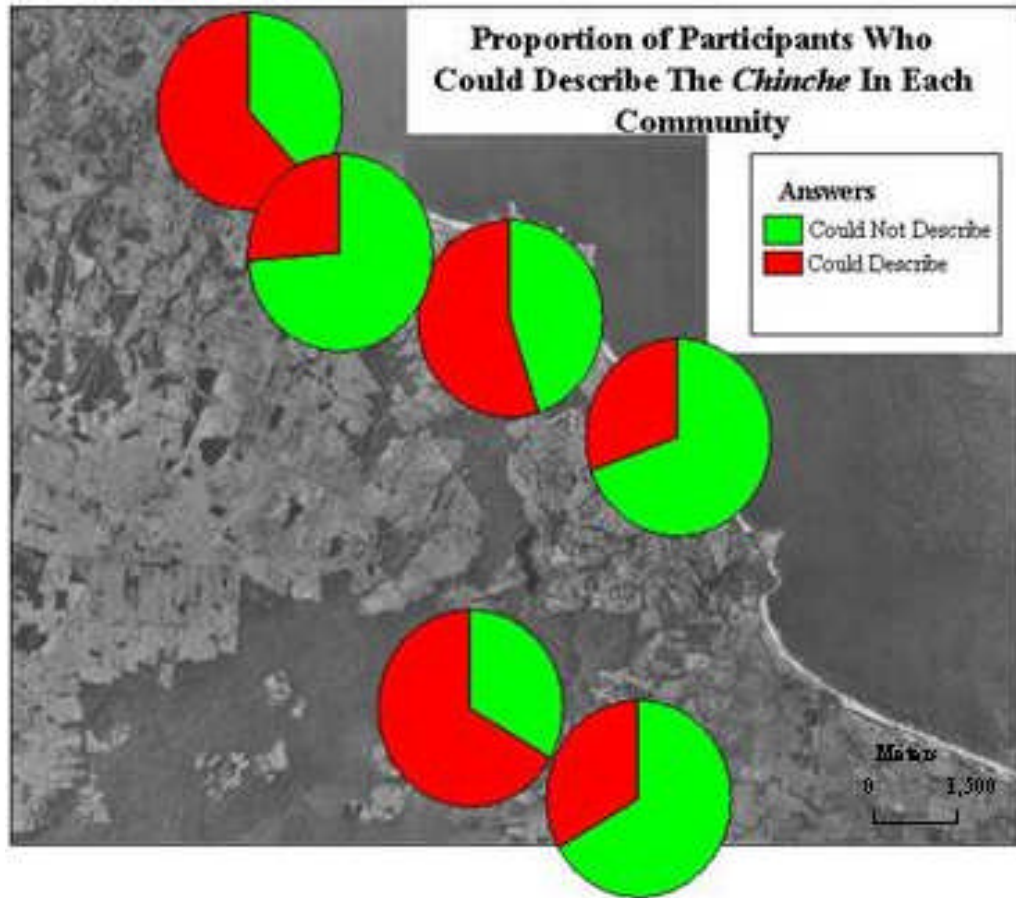 Proportion of Participants Who
Could Describe The Chinche In Each
Community
Answers
Could Not Describe
Could Describe
Meters
0 1,500